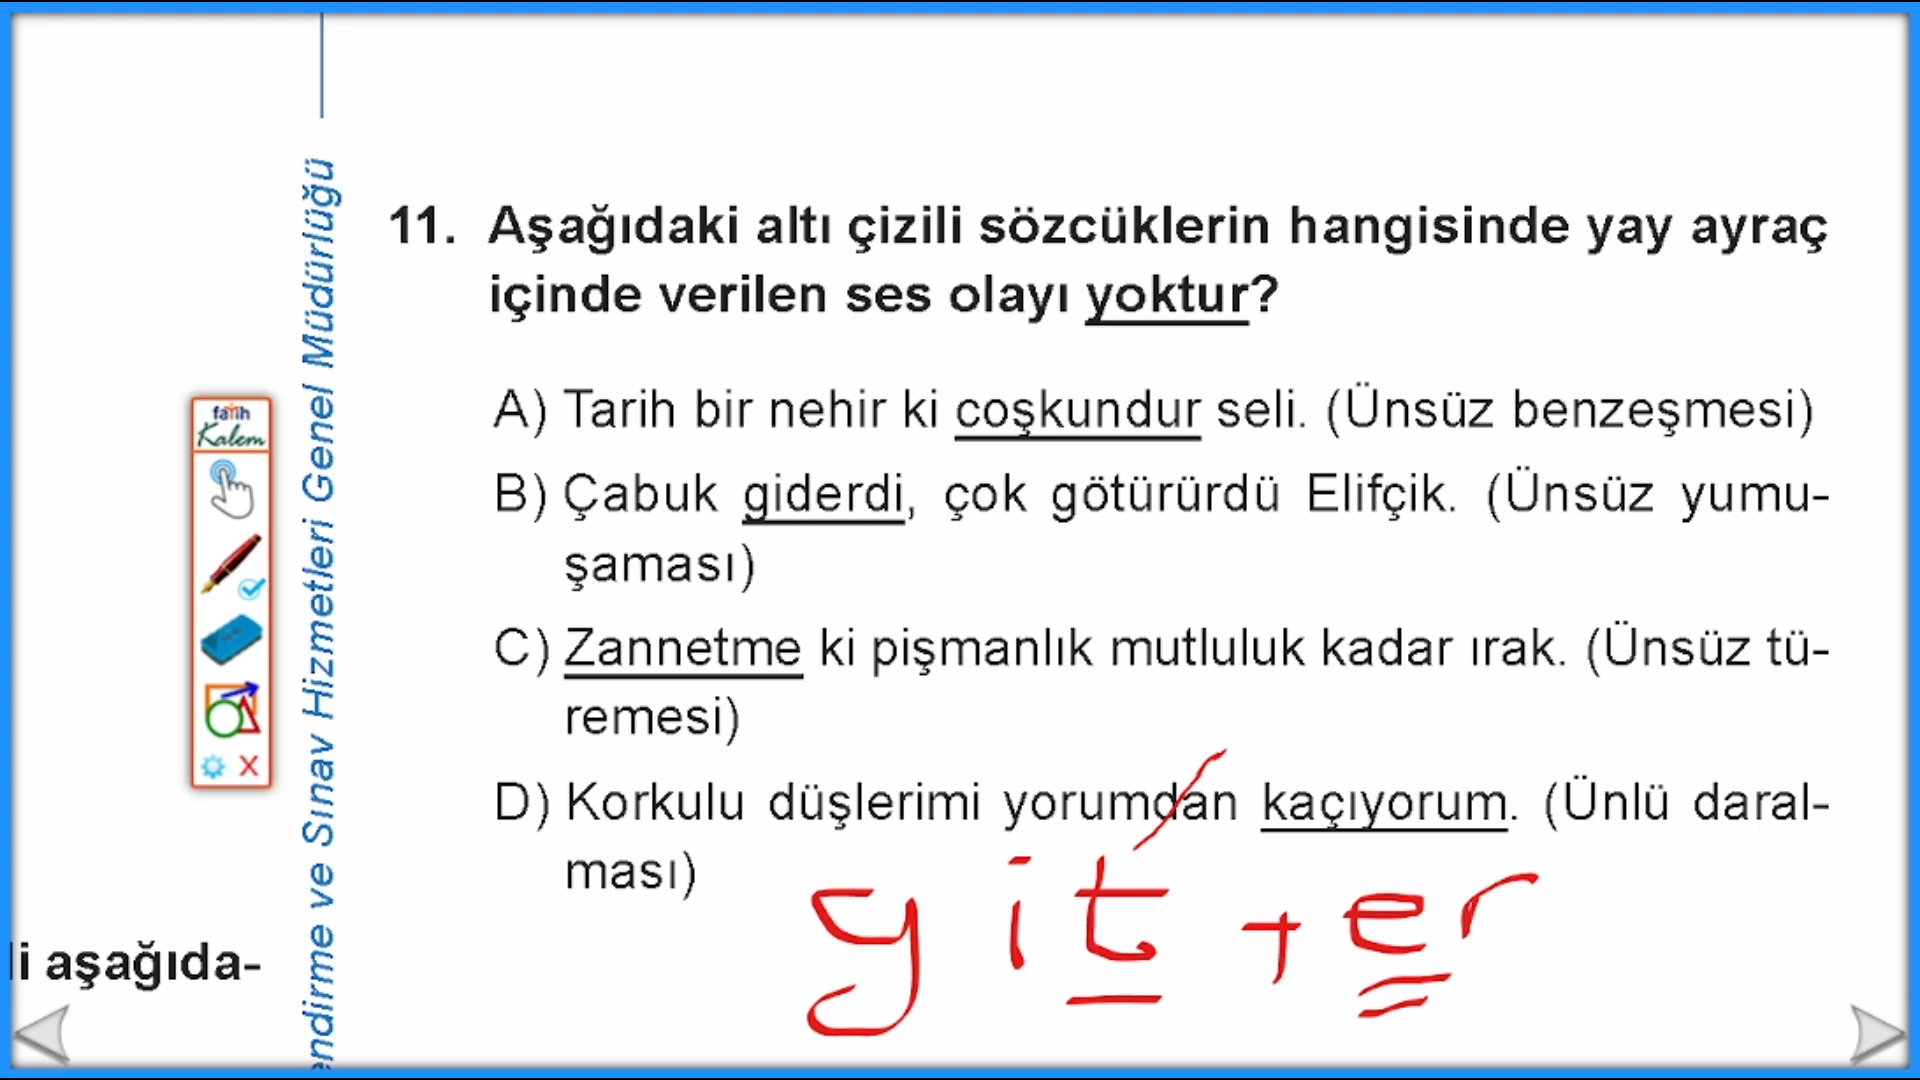 11. Aşağıdaki altı çizili sözcüklerin hangisinde yay ayraç
içinde verilen ses olayı yoktur?
A) Tarih bir nehir ki coşkundur seli. (Ünsüz benzeşmesi)
B) Çabuk giderdi, çok götürürdü Elifçik. (Ünsüz yumu-
şaması)
C) Zannetme ki pişmanlık mutluluk kadar ırak. (Ünsüz tü-
remesi)
D) Korkulu düşlerimi yorumdan kaçıyorum. (Ünlü daral-
ması)
git + er
endirme ve Sınav Hizmetleri Genel Müdürlüğü
fatih
Kalem
li aşağıda-